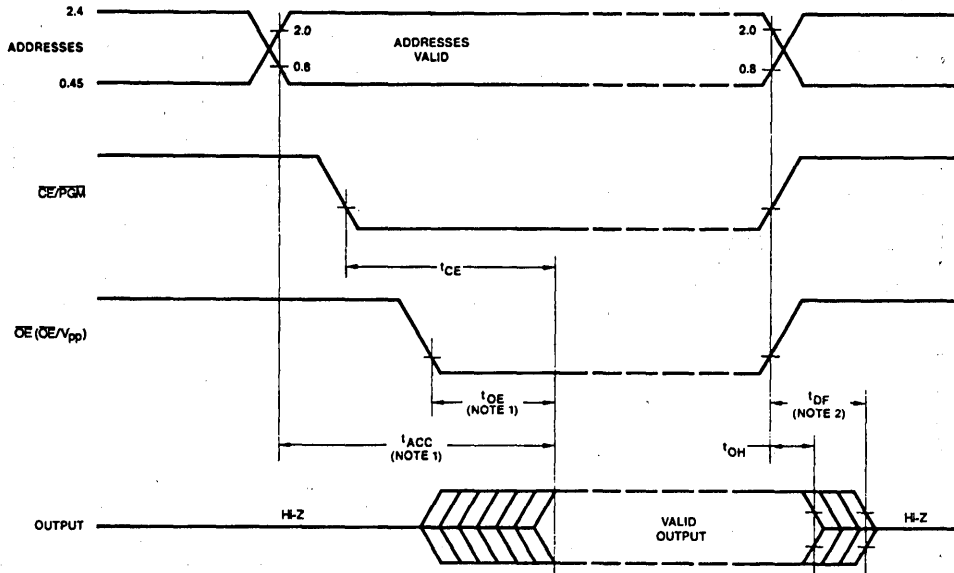 2.4
ADDRESSES
0.45
2.0
0.8
ADDRESSES
VALID
2.0
0.8
CE/PGM
tCE
OE (OE/Vpp)
tOE
(NOTE 1)
tDF
(NOTE 2)
tACC
(NOTE 1)
tOH
OUTPUT
HI-Z
VALID
OUTPUT
HI-Z